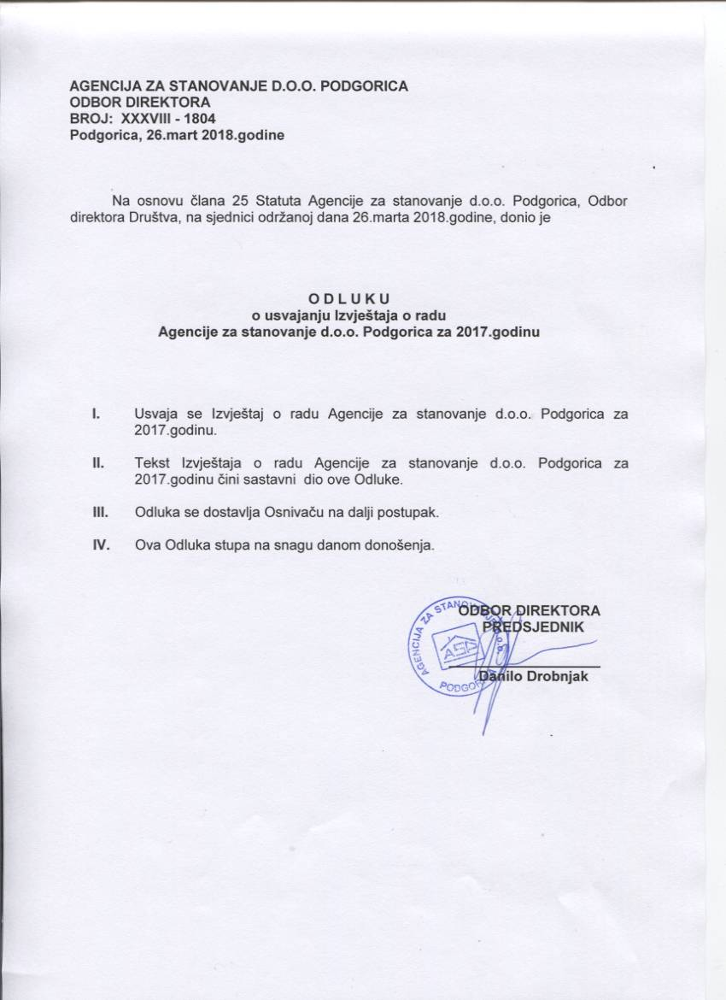 AGENCIJA ZA STANOVANJE D.O.O. PODGORICA
ODBOR DIREKTORA
BROJ: XXXVIII - 1804
Podgorica, 26.mart 2018.godine
Na osnovu člana 25 Statuta Agencije za stanovanje d.o.o. Podgorica, Odbor
direktora Društva, na sjednici održanoj dana 26.marta 2018.godine, donio je
O D L U K U
o usvajanju Izvještaja o radu
Agencije za stanovanje d.o.o. Podgorica za 2017.godinu
I. Usvaja se Izvještaj o radu Agencije za stanovanje d.o.o. Podgorica za
2017.godinu.
II. Tekst Izvještaja o radu Agencije za stanovanje d.o.o. Podgorica za
2017.godinu čini sastavni dio ove Odluke.
III. Odluka se dostavlja Osnivaču na dalji postupak.
IV. Ova Odluka stupa na snagu danom donošenja.
ODBOR DIREKTORA
PREDSJEDNIK
Danilo Drobnjak
AGENCIJA ZA STANOVANJE d.o.o.
ASP
PODGORICA